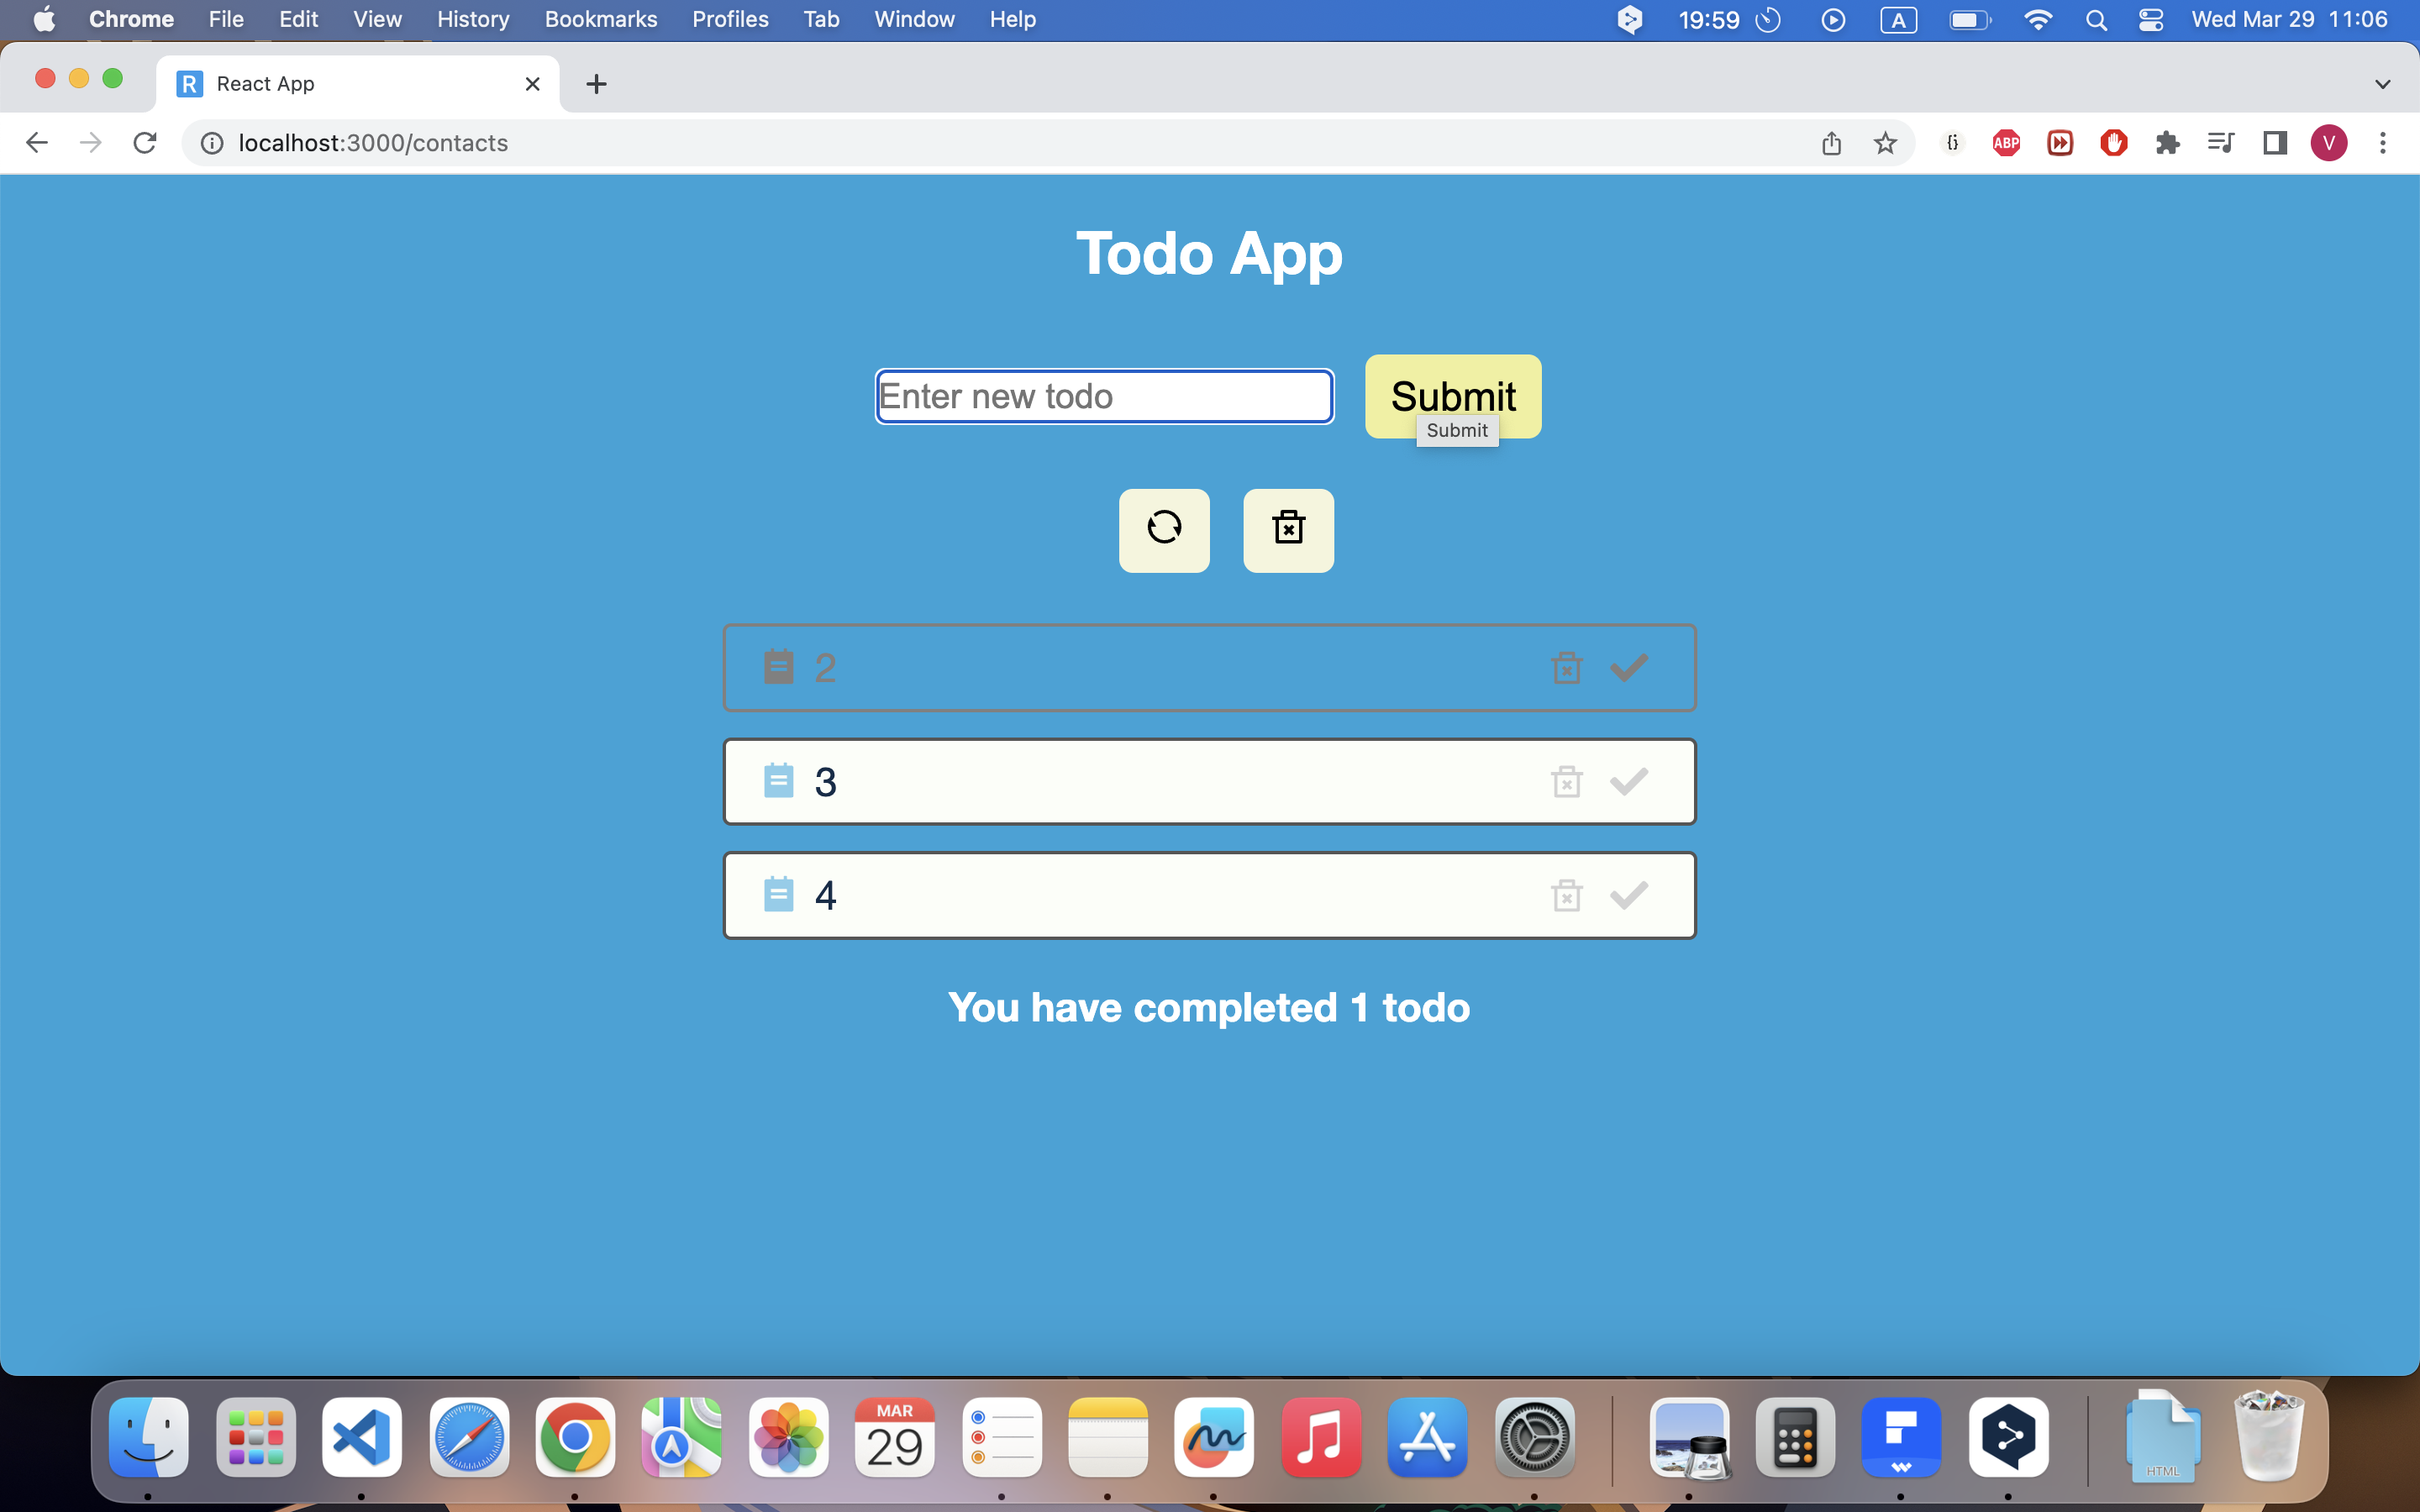 Chrome File Edit View History Bookmarks Profiles Tab Window Help 19:59 A Wed Mar 29 11:06
R React App
localhost:3000/contacts {} ABP V
Todo App
Enter new todo Submit
Submit
2
3
4
You have completed 1 todo
MAR
29
HTML